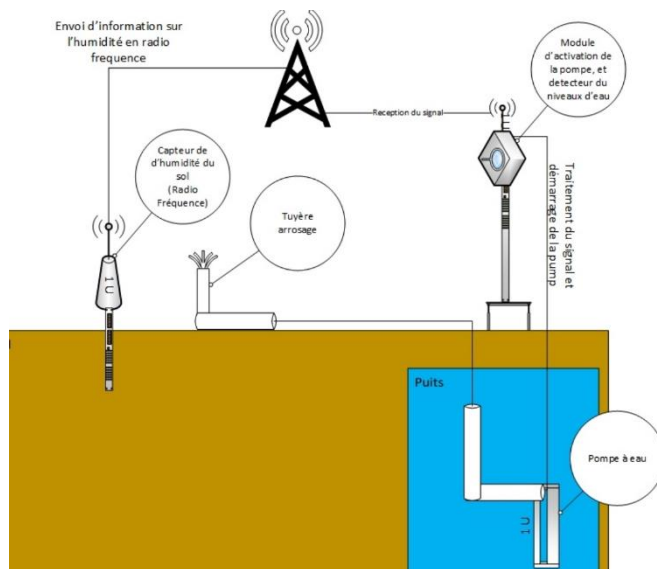 Envoi d'information sur
l'humidité en radio
frequence
Module
d'activation de
la pompe, et
detecteur du
niveaux d'eau
Reception du signal
Capteur de
d'humidité du
sol
(Radio
Fréquence)
Tuyère
arrosage
Traitement du signal et
démarrage de la pump
1 U
Puits
Pompe à eau
1 U